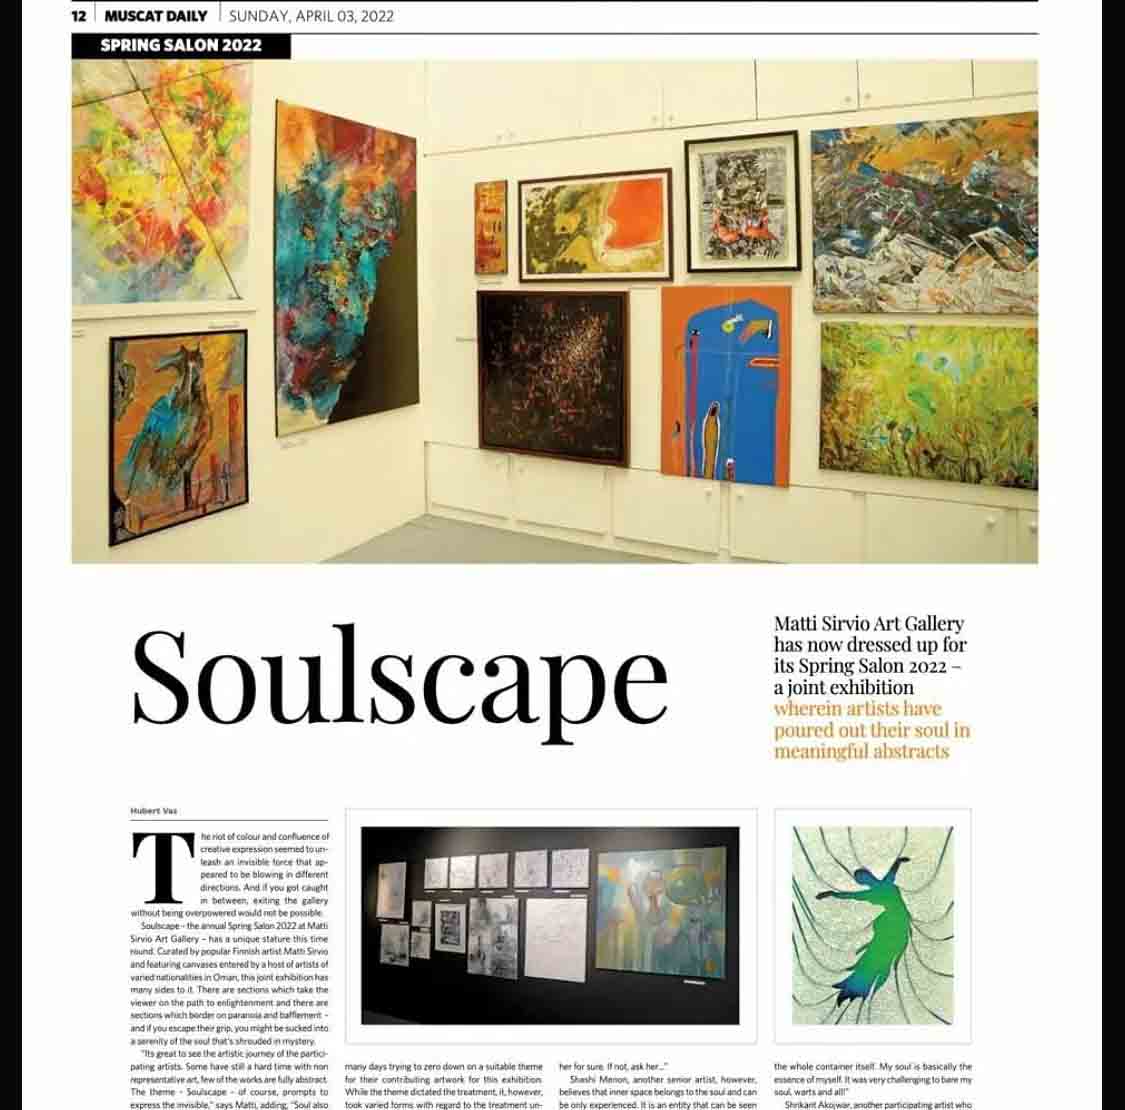 12 MUSCAT DAILY SUNDAY, APRIL 03, 2022
SPRING SALON 2022
Soulscape
Matti Sirvio Art Gallery
has now dressed up for
its Spring Salon 2022 –
a joint exhibition
wherein artists have
poured out their soul in
meaningful abstracts
Hubert Vaz
The riot of colour and confluence of
creative expression seemed to un-
leash an invisible force that ap-
peared to be blowing in different
directions. And if you got caught
in between, exiting the gallery
without being overpowered would not be possible.
Soulscape - the annual Spring Salon 2022 at Matti
Sirvio Art Gallery – has a unique stature this time
round. Curated by popular Finnish artist Matti Sirvio
and featuring canvases entered by a host of artists of
varied nationalities in Oman, this joint exhibition has
many sides to it. There are sections which take the
viewer on the path to enlightenment and there are
sections which border on paranoia and bafflement –
and if you escape their grip, you might be sucked into
a serenity of the soul that's shrouded in mystery.
"Its great to see the artistic journey of the partici-
pating artists. Some have still a hard time with non
representative art, few of the works are fully abstract.
The theme - Soulscape – of course, prompts to
express the invisible," says Matti, adding, "Soul also
many days trying to zero down on a suitable theme
for their contributing artwork for this exhibition.
While the theme dictated the treatment, it, however,
took varied forms with regard to the treatment un-
her for sure. If not, ask her..."
Shashi Menon, another senior artist, however,
believes that inner space belongs to the soul and can
be only experienced. It is an entity that can be seen
the whole container itself. My soul is basically the
essence of myself. It was very challenging to bare my
soul, warts and all!"
Shrikant Akojwar, another participating artist who